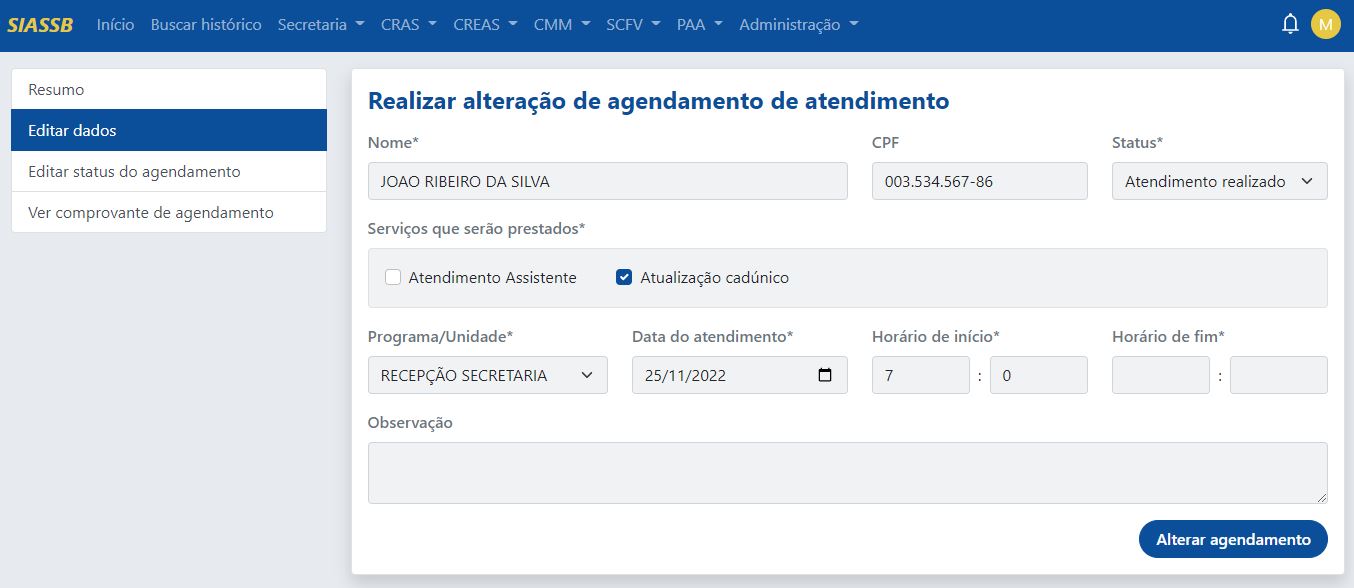 SIASSB Início Buscar histórico Secretaria CRAS CREAS CMM SCFV PAA Administração M
Resumo
Editar dados
Editar status do agendamento
Ver comprovante de agendamento
Realizar alteração de agendamento de atendimento
Nome* CPF Status*
JOAO RIBEIRO DA SILVA 003.534.567-86 Atendimento realizado
Serviços que serão prestados*
Atendimento Assistente Atualização cadúnico
Programa/Unidade* Data do atendimento* Horário de início* Horário de fim*
RECEPÇÃO SECRETARIA 25/11/2022 7 : 0 :
Observação
Alterar agendamento